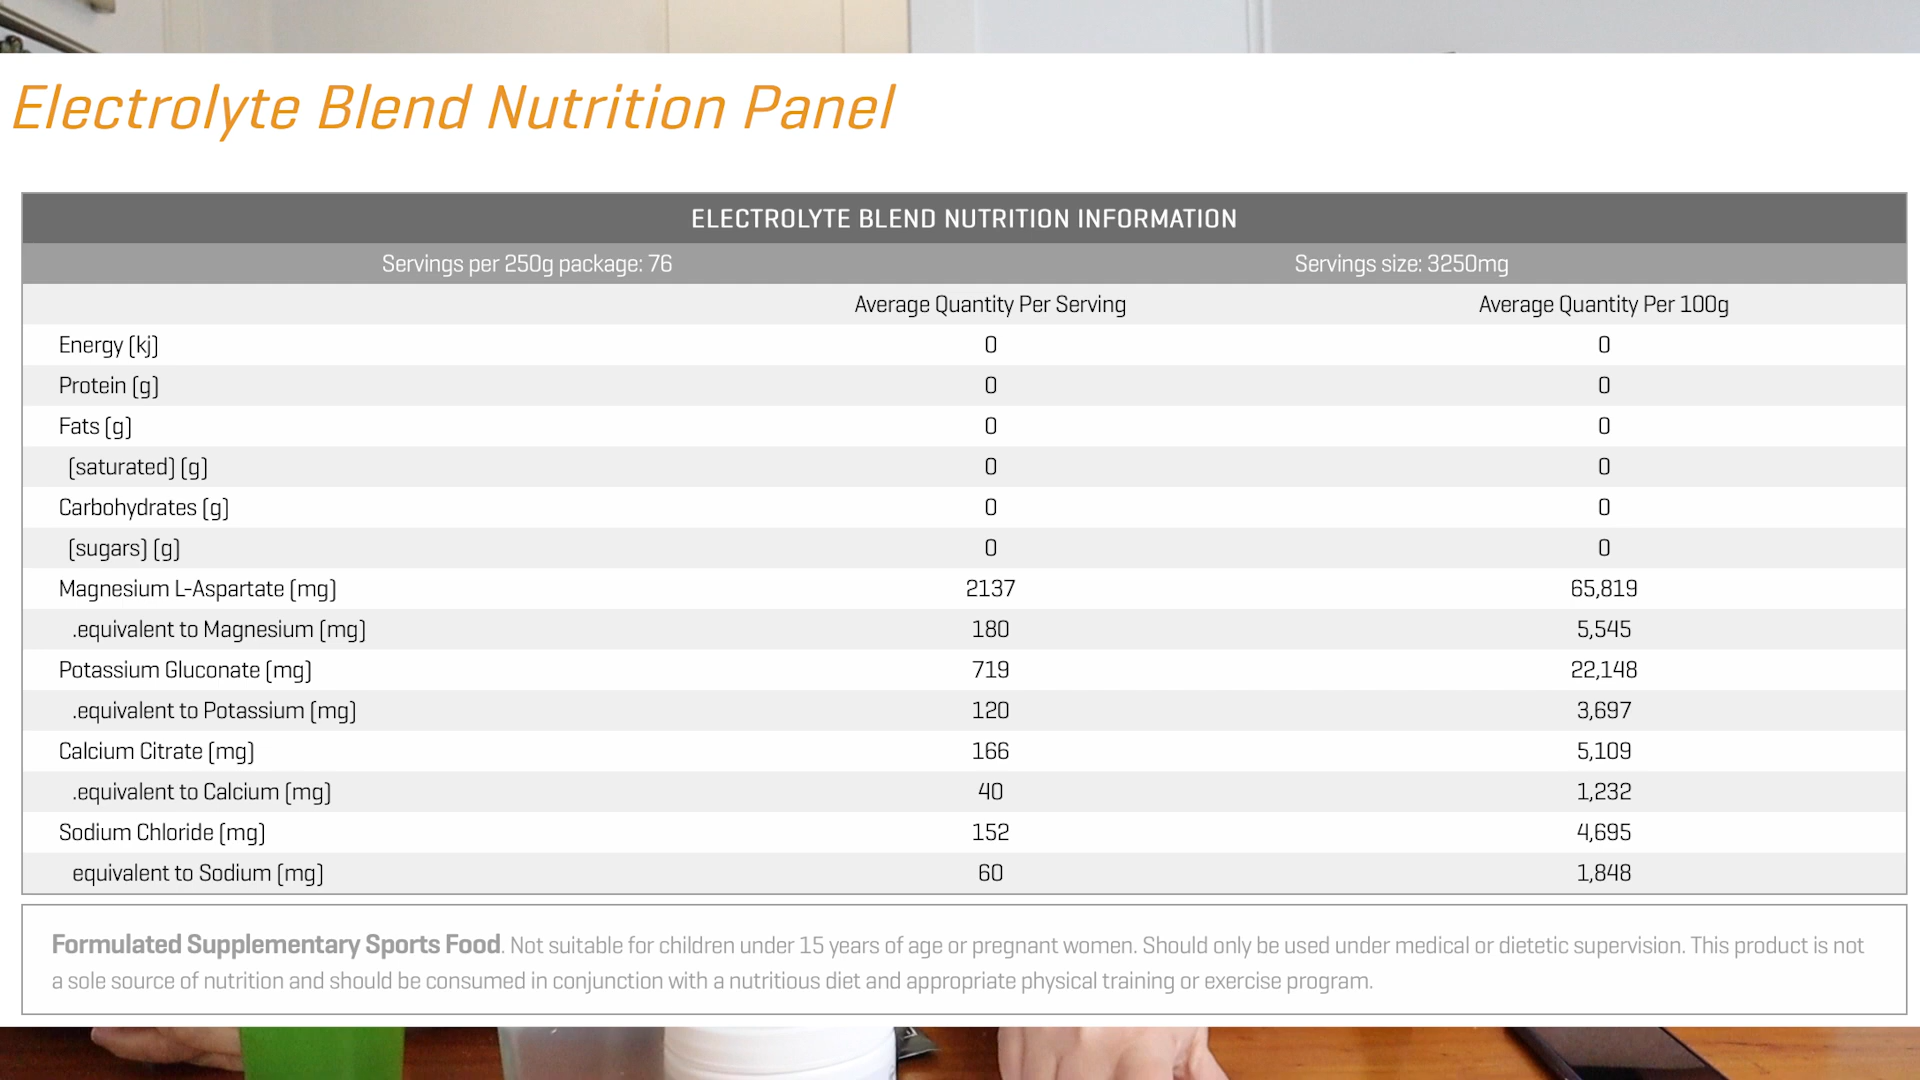 Electrolyte Blend Nutrition Panel
ELECTROLYTE BLEND NUTRITION INFORMATION
Servings per 250g package: 76 Servings size: 3250mg
Average Quantity Per Serving Average Quantity Per 100g
Energy (kj) 0 0
Protein (g) 0 0
Fats (g) 0 0
(saturated) (g) 0 0
Carbohydrates (g) 0 0
(sugars) (g) 0 0
Magnesium L-Aspartate (mg) 2137 65,819
.equivalent to Magnesium (mg) 180 5,545
Potassium Gluconate (mg) 719 22,148
.equivalent to Potassium (mg) 120 3,697
Calcium Citrate (mg) 166 5,109
.equivalent to Calcium (mg) 40 1,232
Sodium Chloride (mg) 152 4,695
equivalent to Sodium (mg) 60 1,848
Formulated Supplementary Sports Food. Not suitable for children under 15 years of age or pregnant women. Should only be used under medical or dietetic supervision. This product is not
a sole source of nutrition and should be consumed in conjunction with a nutritious diet and appropriate physical training or exercise program.